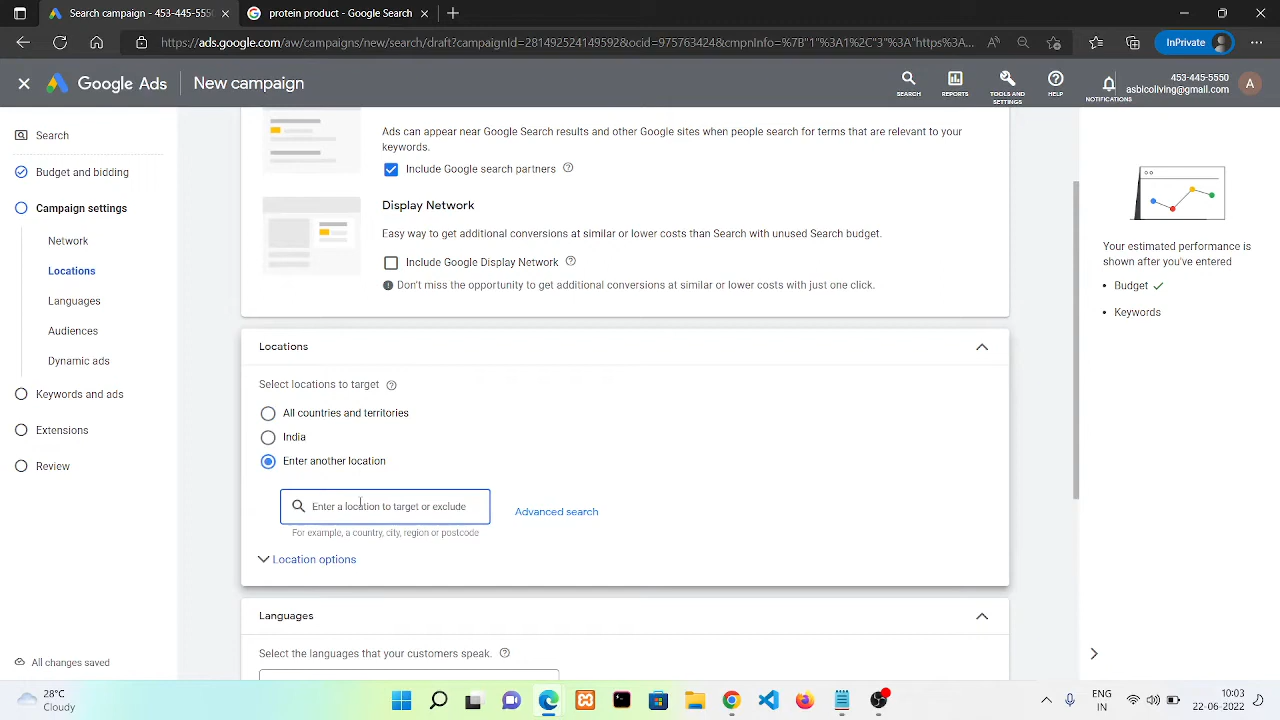 Search campaign - 453-445-555
protein product - Google Search
https://ads.google.com/aw/campaigns/new/search/draft?campaignId=281492524149592&ocid=9757634248&cmpnInfo=%7B"1"%3A1%2C"3"%3A"https%3A...
InPrivate
Google Ads
New campaign
SEARCH
REPORTS
TOOLS AND SETTINGS
HELP
NOTIFICATIONS
453-445-5550
asbicoliving@gmail.com
A
Search
Budget and bidding
Campaign settings
Network
Locations
Languages
Audiences
Dynamic ads
Keywords and ads
Extensions
Review
All changes saved
Ads can appear near Google Search results and other Google sites when people search for terms that are relevant to your
keywords.
Include Google search partners
Display Network
Easy way to get additional conversions at similar or lower costs than Search with unused Search budget.
Include Google Display Network
Don't miss the opportunity to get additional conversions at similar or lower costs with just one click.
Locations
Select locations to target
All countries and territories
India
Enter another location
Enter a location to target or exclude
Advanced search
For example, a country, city, region or postcode
Location options
Languages
Select the languages that your customers speak.
Your estimated performance is
shown after you've entered
• Budget
• Keywords
28°C
Cloudy
ENG
IN
10:03
22-06-2022